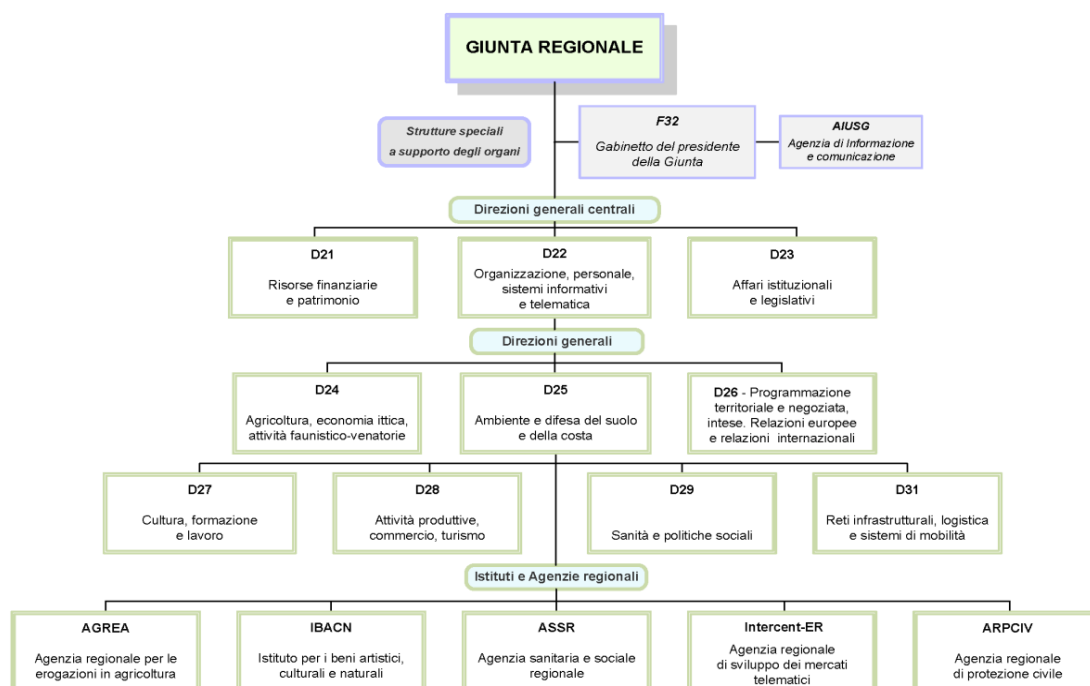 GIUNTA REGIONALE
Strutture speciali
a supporto degli organi
F32
Gabinetto del presidente
della Giunta
AIUSG
Agenzia di Informazione
e comunicazione
Direzioni generali centrali
D21
Risorse finanziarie
e patrimonio
D22
Organizzazione, personale,
sistemi informativi
e telematica
D23
Affari istituzionali
e legislativi
Direzioni generali
D24
Agricoltura, economia ittica,
attività faunistico-venatorie
D25
Ambiente e difesa del suolo
e della costa
D26 - Programmazione
territoriale e negoziata,
intese. Relazioni europee
e relazioni internazionali
D27
Cultura, formazione
e lavoro
D28
Attività produttive,
commercio, turismo
D29
Sanità e politiche sociali
D31
Reti infrastrutturali, logistica
e sistemi di mobilità
Istituti e Agenzie regionali
AGREA
Agenzia regionale per le
erogazioni in agricoltura
IBACN
Istituto per i beni artistici,
culturali e naturali
ASSR
Agenzia sanitaria e sociale
regionale
Intercent-ER
Agenzia regionale
di sviluppo dei mercati
telematici
ARPCIV
Agenzia regionale
di protezione civile